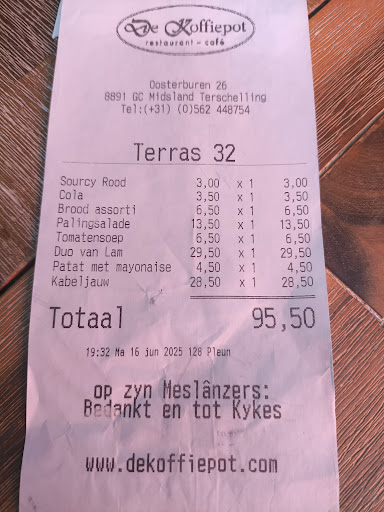 De Koffiepot
restaurant - café
Oosterburen 26
8891 GC Midsland Terschelling
Tel:(+31) (0)562 448754
Terras 32
Sourcy Rood 3,00 x 1 3,00
Cola 3,50 x 1 3,50
Brood assorti 6,50 x 1 6,50
Palingsalade 13,50 x 1 13,50
Tomatensoep 6,50 x 1 6,50
Duo van Lam 29,50 x 1 29,50
Patat met mayonaise 4,50 x 1 4,50
Kabeljauw 28,50 x 1 28,50
Totaal 95,50
19:32 Ma 16 jun 2025 128 Pleun
op zyn Meslânzers:
Bedankt en tot Kykes
www.dekoffiepot.com